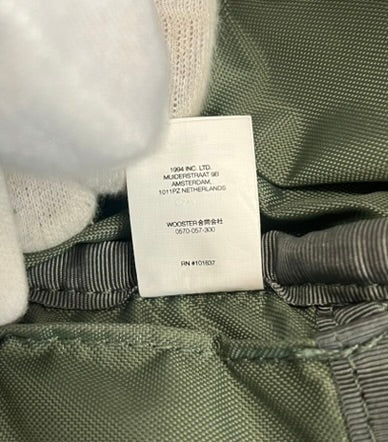 1994 INC. LTD.
MUIDERSTRAAT 9B
AMSTERDAM,
1011PZ NETHERLANDS
WOOSTER合同会社
0570-057-300
RN #101837